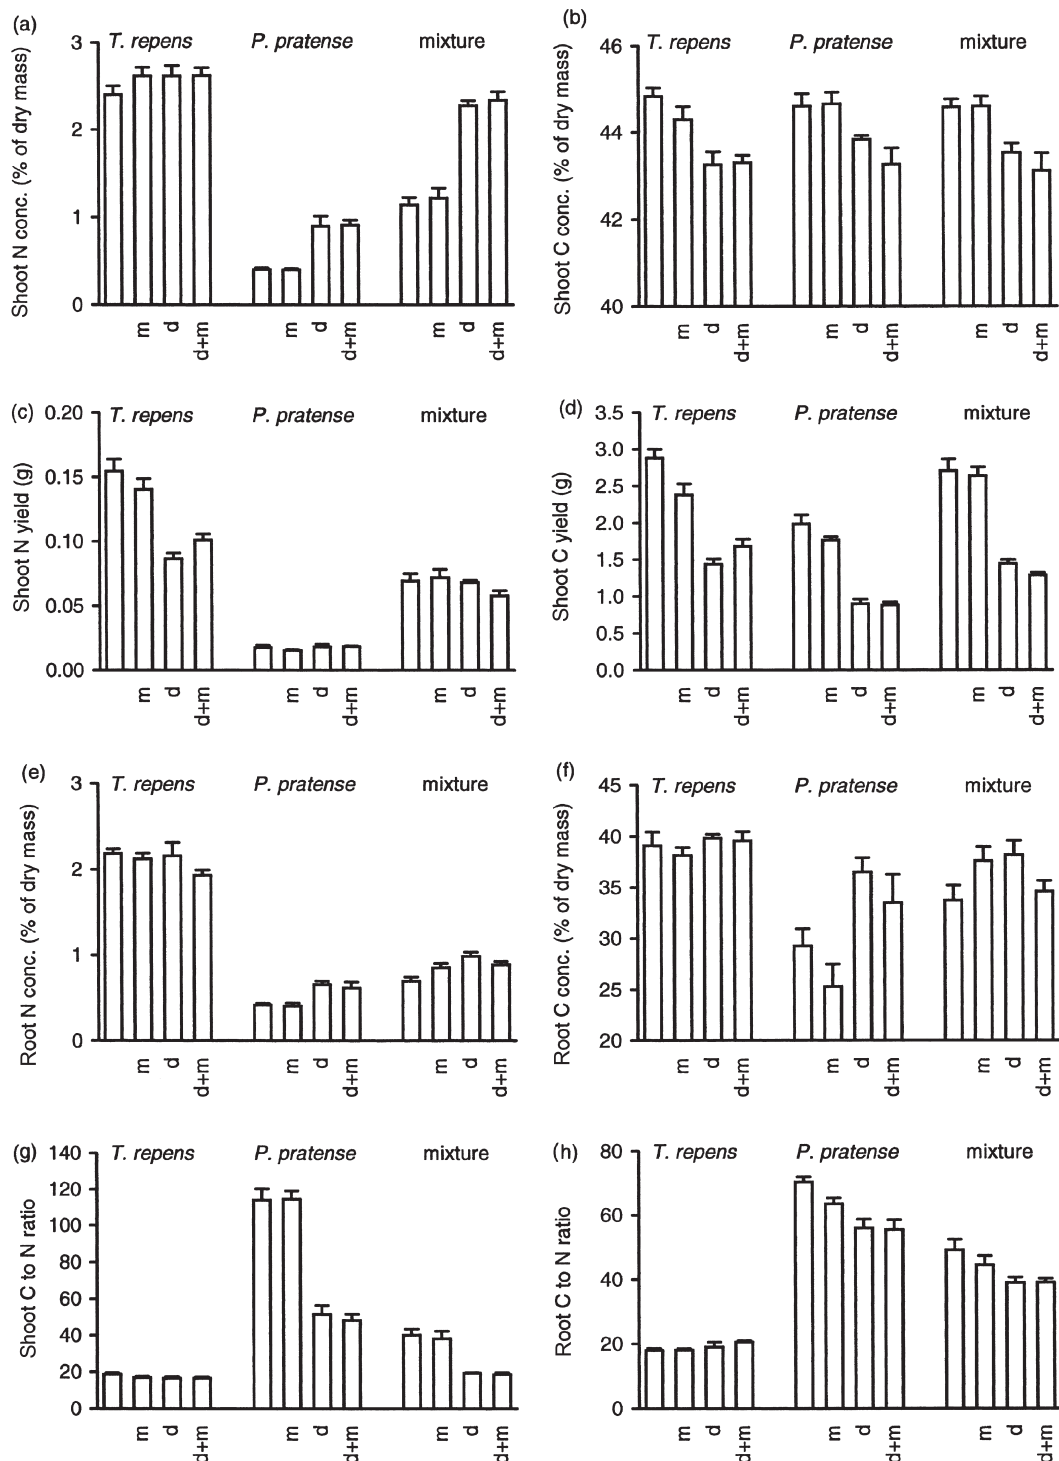 (a)
T. repens P. pratense mixture
Shoot N conc. (% of dry mass)
3
2
1
0
m d d+m m d d+m m d d+m
(b)
T. repens P. pratense mixture
Shoot C conc. (% of dry mass)
46
44
42
40
m d d+m m d d+m m d d+m
(c)
T. repens P. pratense mixture
Shoot N yield (g)
0.20
0.15
0.10
0.05
0.00
m d d+m m d d+m m d d+m
(d)
T. repens P. pratense mixture
Shoot C yield (g)
3.5
3.0
2.5
2.0
1.5
1.0
0.5
0.0
m d d+m m d d+m m d d+m
(e)
T. repens P. pratense mixture
Root N conc. (% of dry mass)
3
2
1
0
m d d+m m d d+m m d d+m
(f)
T. repens P. pratense mixture
Root C conc. (% of dry mass)
45
40
35
30
25
20
m d d+m m d d+m m d d+m
(g)
T. repens P. pratense mixture
Shoot C to N ratio
140
120
100
80
60
40
20
0
m d d+m m d d+m m d d+m
(h)
T. repens P. pratense mixture
Root C to N ratio
80
60
40
20
0
m d d+m m d d+m m d d+m